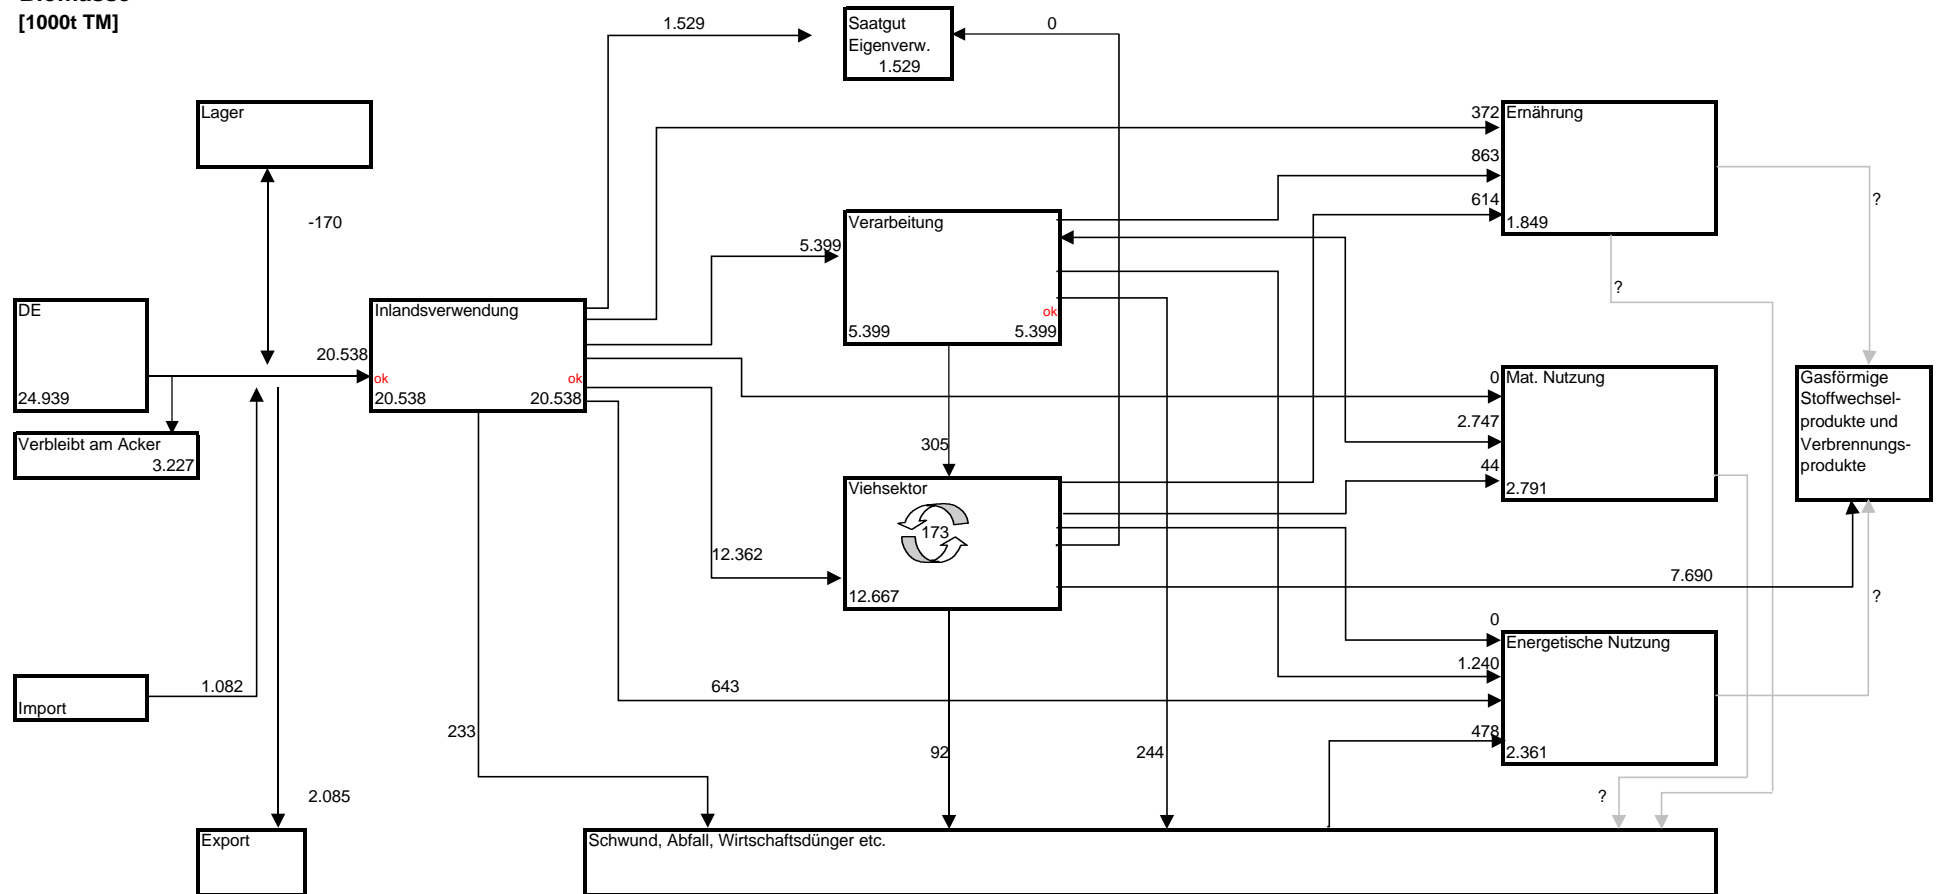 [1000t TM]
1.529
Saatgut
Eigenverw.
1.529
0
Lager
372
Ernährung
863
614
1.849
?
-170
Verarbeitung
5.399
ok
5.399
5.399
?
DE
24.939
20.538
Inlandsverwendung
ok
ok
20.538
20.538
Verbleibt am Acker
3.227
0
Mat. Nutzung
2.747
44
2.791
Gasförmige
Stoffwechsel-
produkte und
Verbrennungs-
produkte
305
Viehsektor
173
12.667
12.362
7.690
?
0
Energetische Nutzung
1.240
643
478
2.361
Import
1.082
233
92
244
?
2.085
Export
Schwund, Abfall, Wirtschaftsdünger etc.